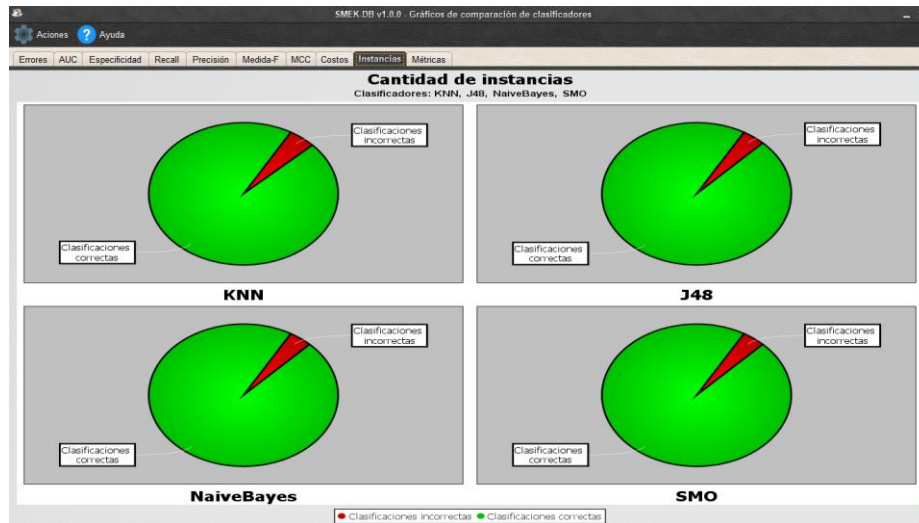 SMEK-DB v1.0.0 - Gráficos de comparación de clasificadores
Aciones ? Ayuda
Errores AUC Especificidad Recall Precisión Medida-F MCC Costos Instancias Métricas
Cantidad de instancias
Clasificadores: KNN, J48, NaiveBayes, SMO
Clasificaciones
incorrectas
Clasificaciones
correctas
KNN
Clasificaciones
incorrectas
Clasificaciones
correctas
J48
Clasificaciones
incorrectas
Clasificaciones
correctas
NaiveBayes
Clasificaciones
incorrectas
Clasificaciones
correctas
SMO
Clasificaciones incorrectas Clasificaciones correctas